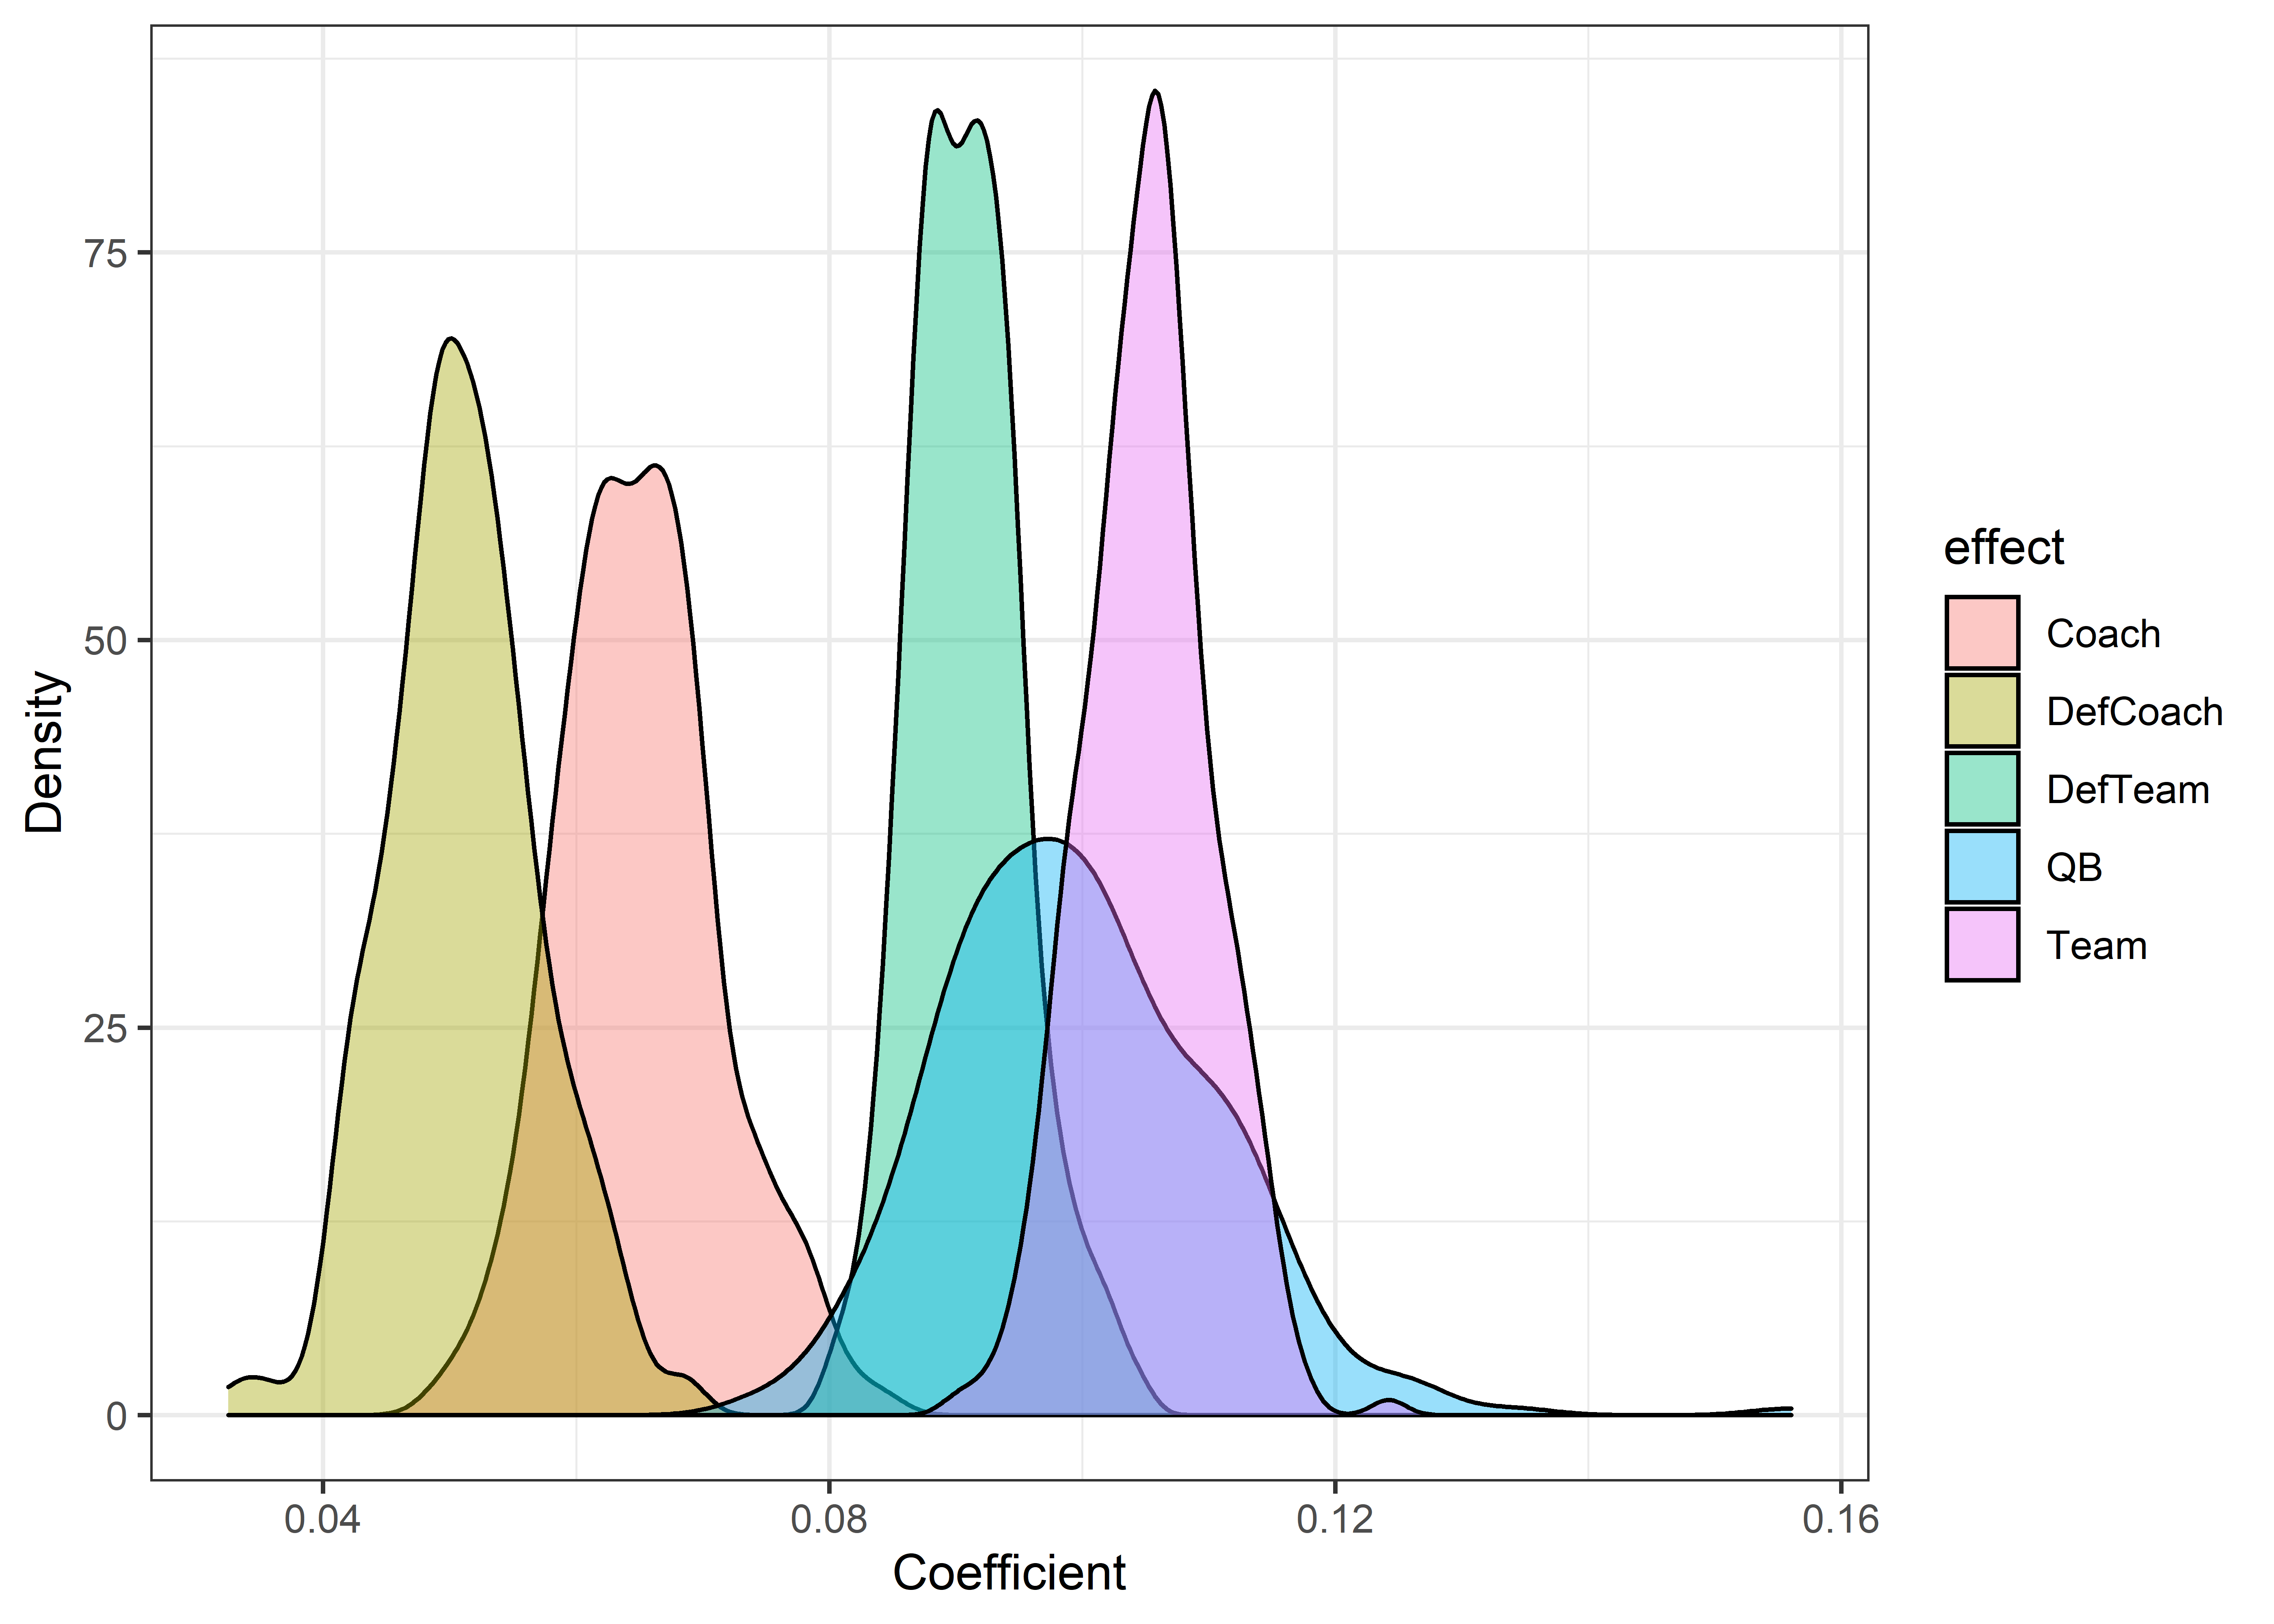 75
50
25
0
Density
0.04 0.08 0.12 0.16
Coefficient
effect
Coach
DefCoach
DefTeam
QB
Team